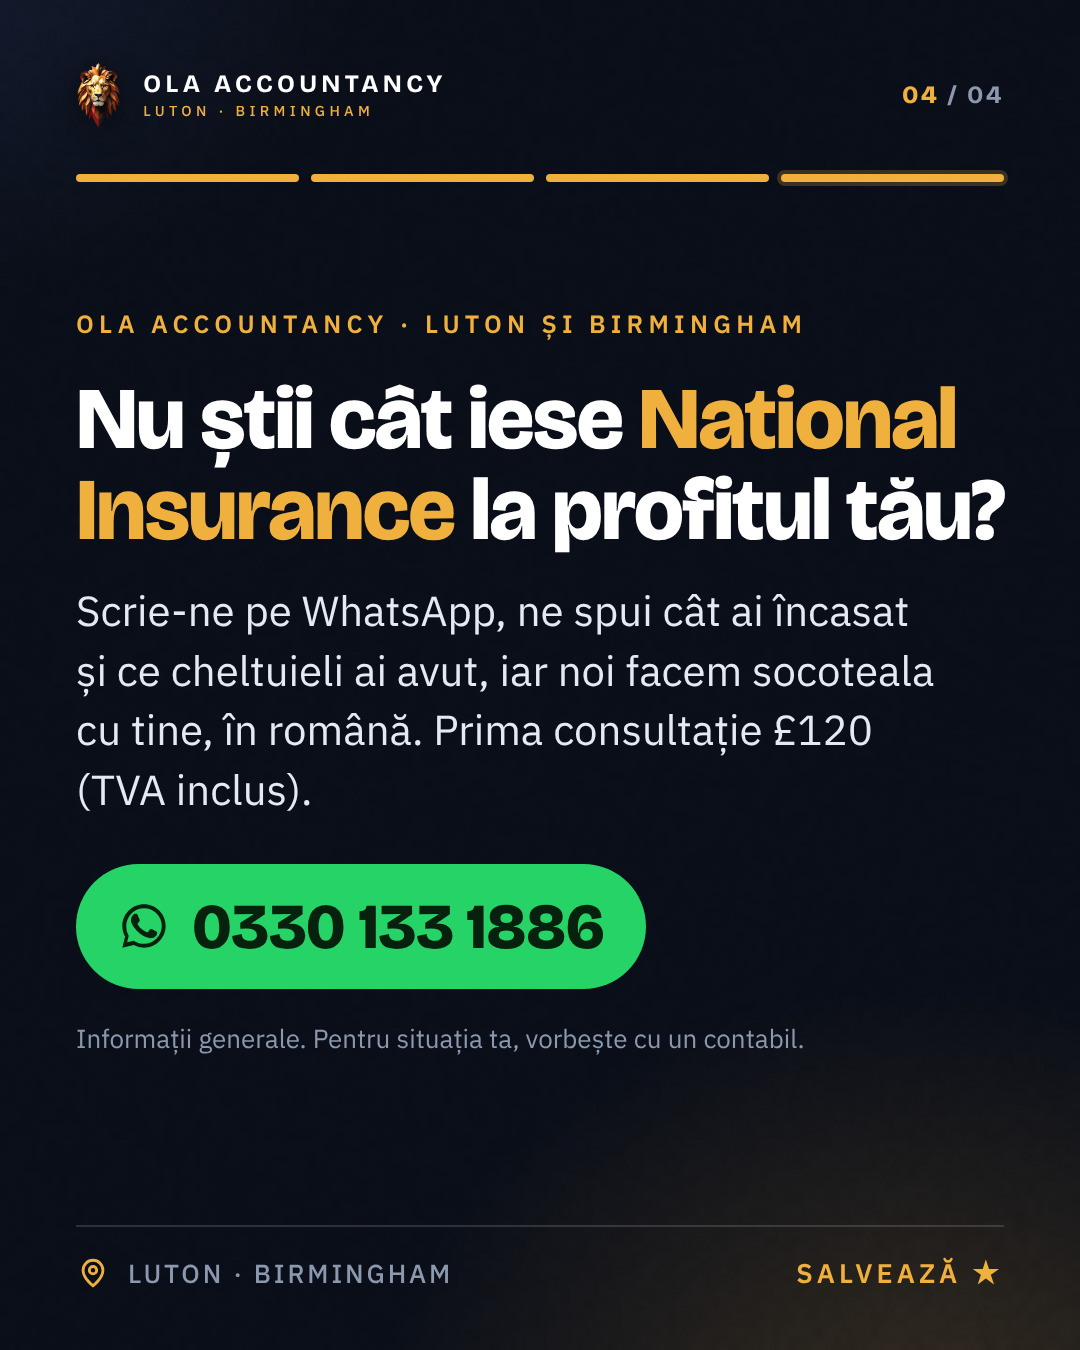 OLA ACCOUNTANCY
LUTON · BIRMINGHAM
04 / 04
OLA ACCOUNTANCY · LUTON ȘI BIRMINGHAM
Nu știi cât iese National
Insurance la profitul tău?
Scrie-ne pe WhatsApp, ne spui cât ai încasat
și ce cheltuieli ai avut, iar noi facem socoteala
cu tine, în română. Prima consultație £120
(TVA inclus).
0330 133 1886
Informații generale. Pentru situația ta, vorbește cu un contabil.
LUTON · BIRMINGHAM
SALVEAZĂ ★